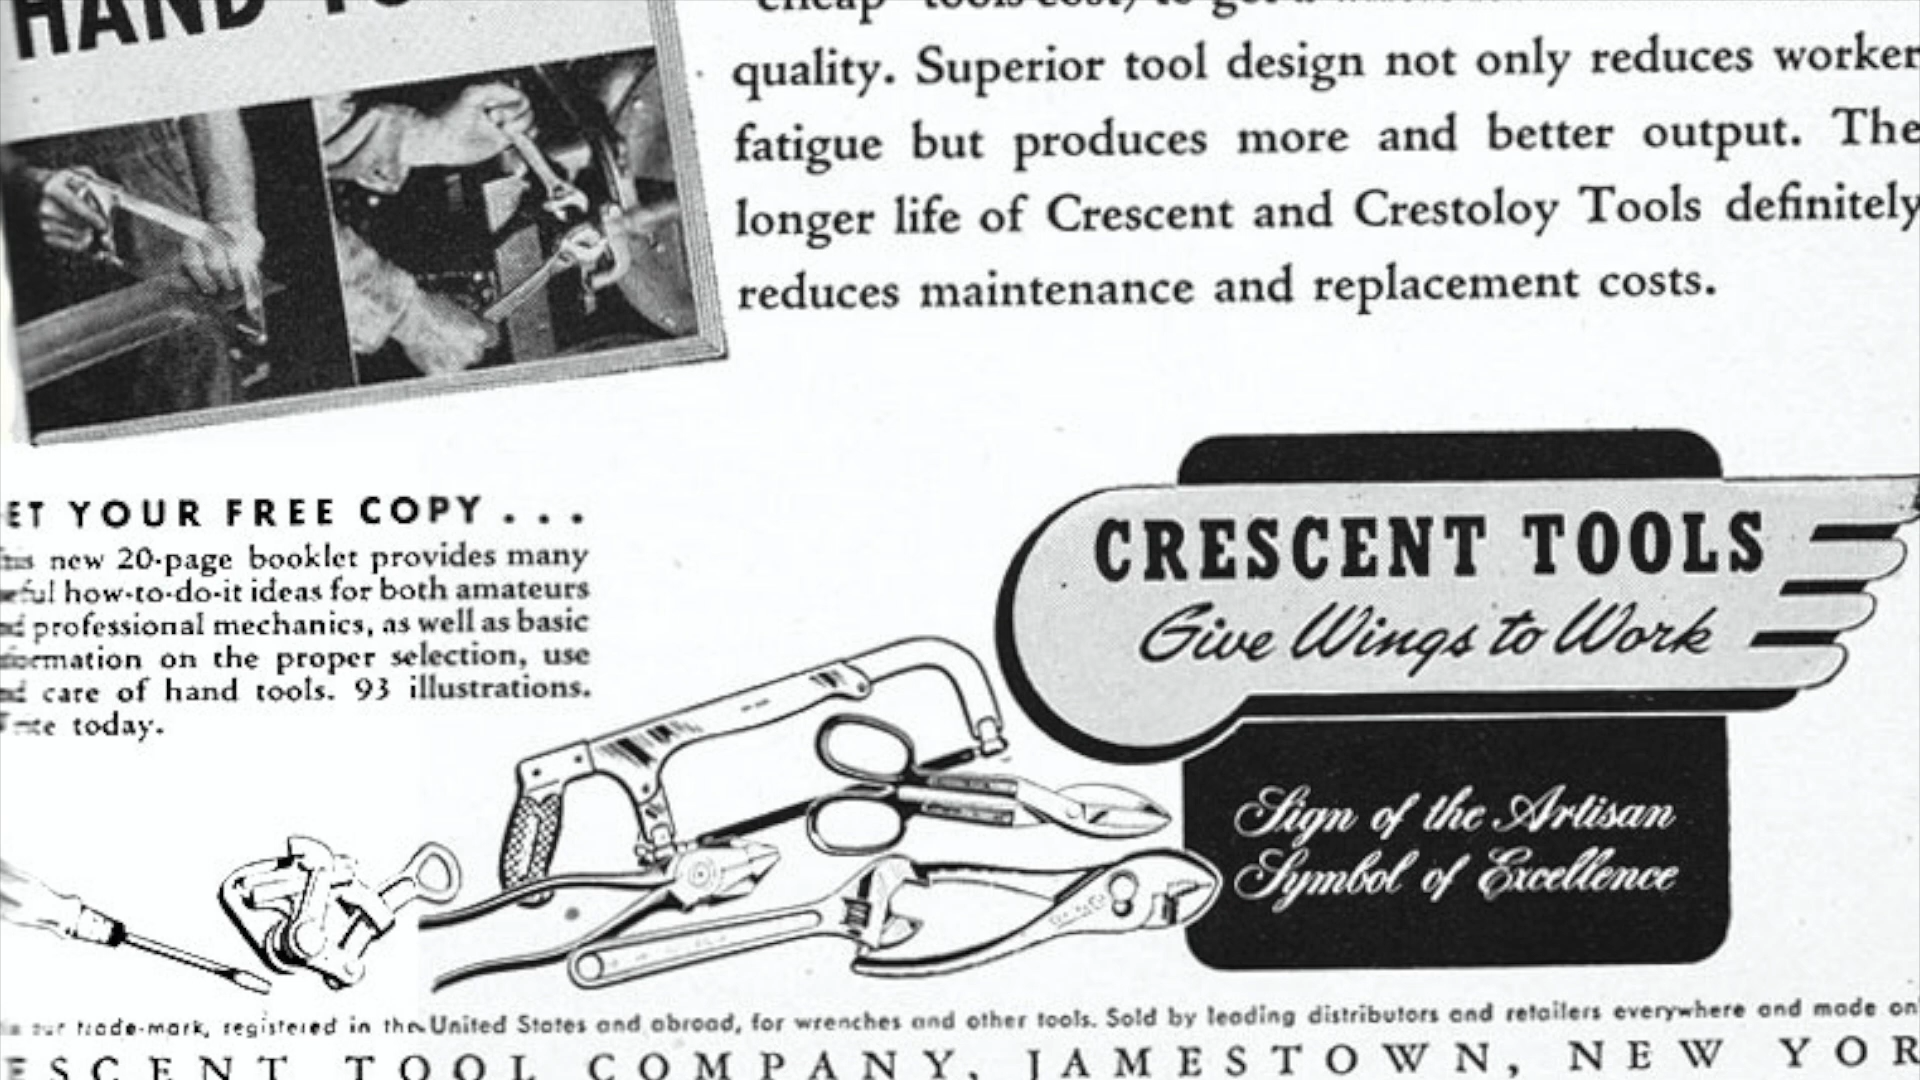 HAND
quality. Superior tool design not only reduces worker
fatigue but produces more and better output. The
longer life of Crescent and Crestoloy Tools definitely
reduces maintenance and replacement costs.
ET YOUR FREE COPY . . .
new 20-page booklet provides many
how-to-do-it ideas for both amateurs
professional mechanics, as well as basic
on the proper selection, use
care of hand tools. 93 illustrations.
today.
CRESCENT TOOLS
Give Wings to Work
Sign of the Artisan
Symbol of Excellence
trade-mark, registered in the United States and abroad, for wrenches and other tools. Sold by leading distributors and retailers everywhere and made on
ESCENT TOOL COMPANY, JAMESTOWN, NEW YOR